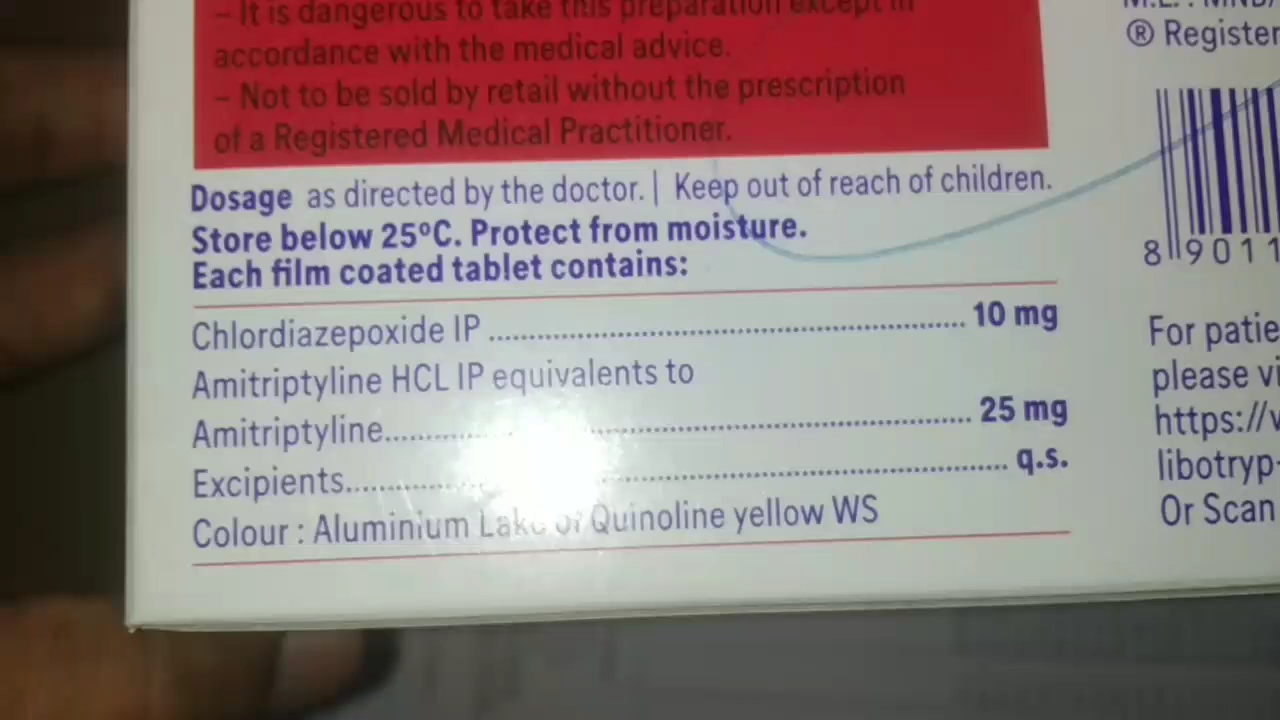 – It is dangerous to take this preparation except in
accordance with the medical advice.
– Not to be sold by retail without the prescription
of a Registered Medical Practitioner.
Dosage as directed by the doctor. | Keep out of reach of children.
Store below 25°C. Protect from moisture.
Each film coated tablet contains:
Chlordiazepoxide IP 10 mg
Amitriptyline HCL IP equivalents to
Amitriptyline 25 mg
Excipients q.s.
Colour : Aluminium Lake of Quinoline yellow WS
® Register
8 9011
For patie
please vi
https://
libotryp-
Or Scan